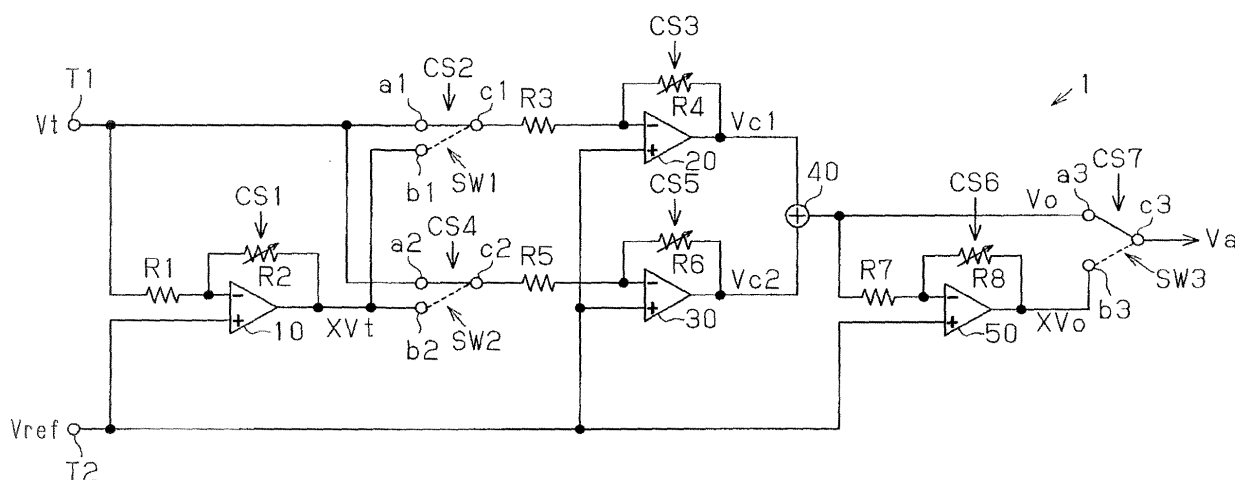 CS3
T1
CS2
1
a1
c1
R3
R4
Vt
Vc1
20
40
CS7
b1
SW1
CS5
CS6
a3
c3
CS1
CS4
Vo
a2
c2
R5
R6
Va
R1
R2
Vc2
R7
R8
SW3
30
b3
10
XVt
b2
SW2
50
XVo
Vref
T2